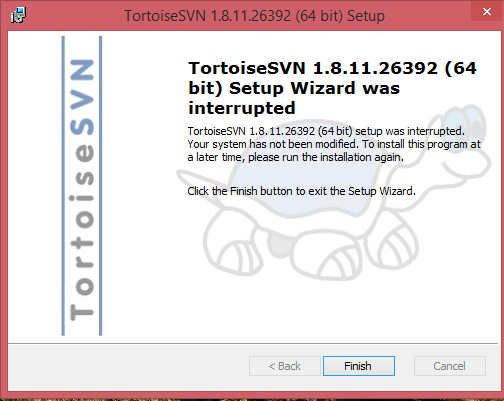 TortoiseSVN 1.8.11.26392 (64 bit) Setup
TortoiseSVN
TortoiseSVN 1.8.11.26392 (64
bit) Setup Wizard was
interrupted
TortoiseSVN 1.8.11.26392 (64 bit) setup was interrupted.
Your system has not been modified. To install this program at
a later time, please run the installation again.
Click the Finish button to exit the Setup Wizard.
< Back
Finish
Cancel